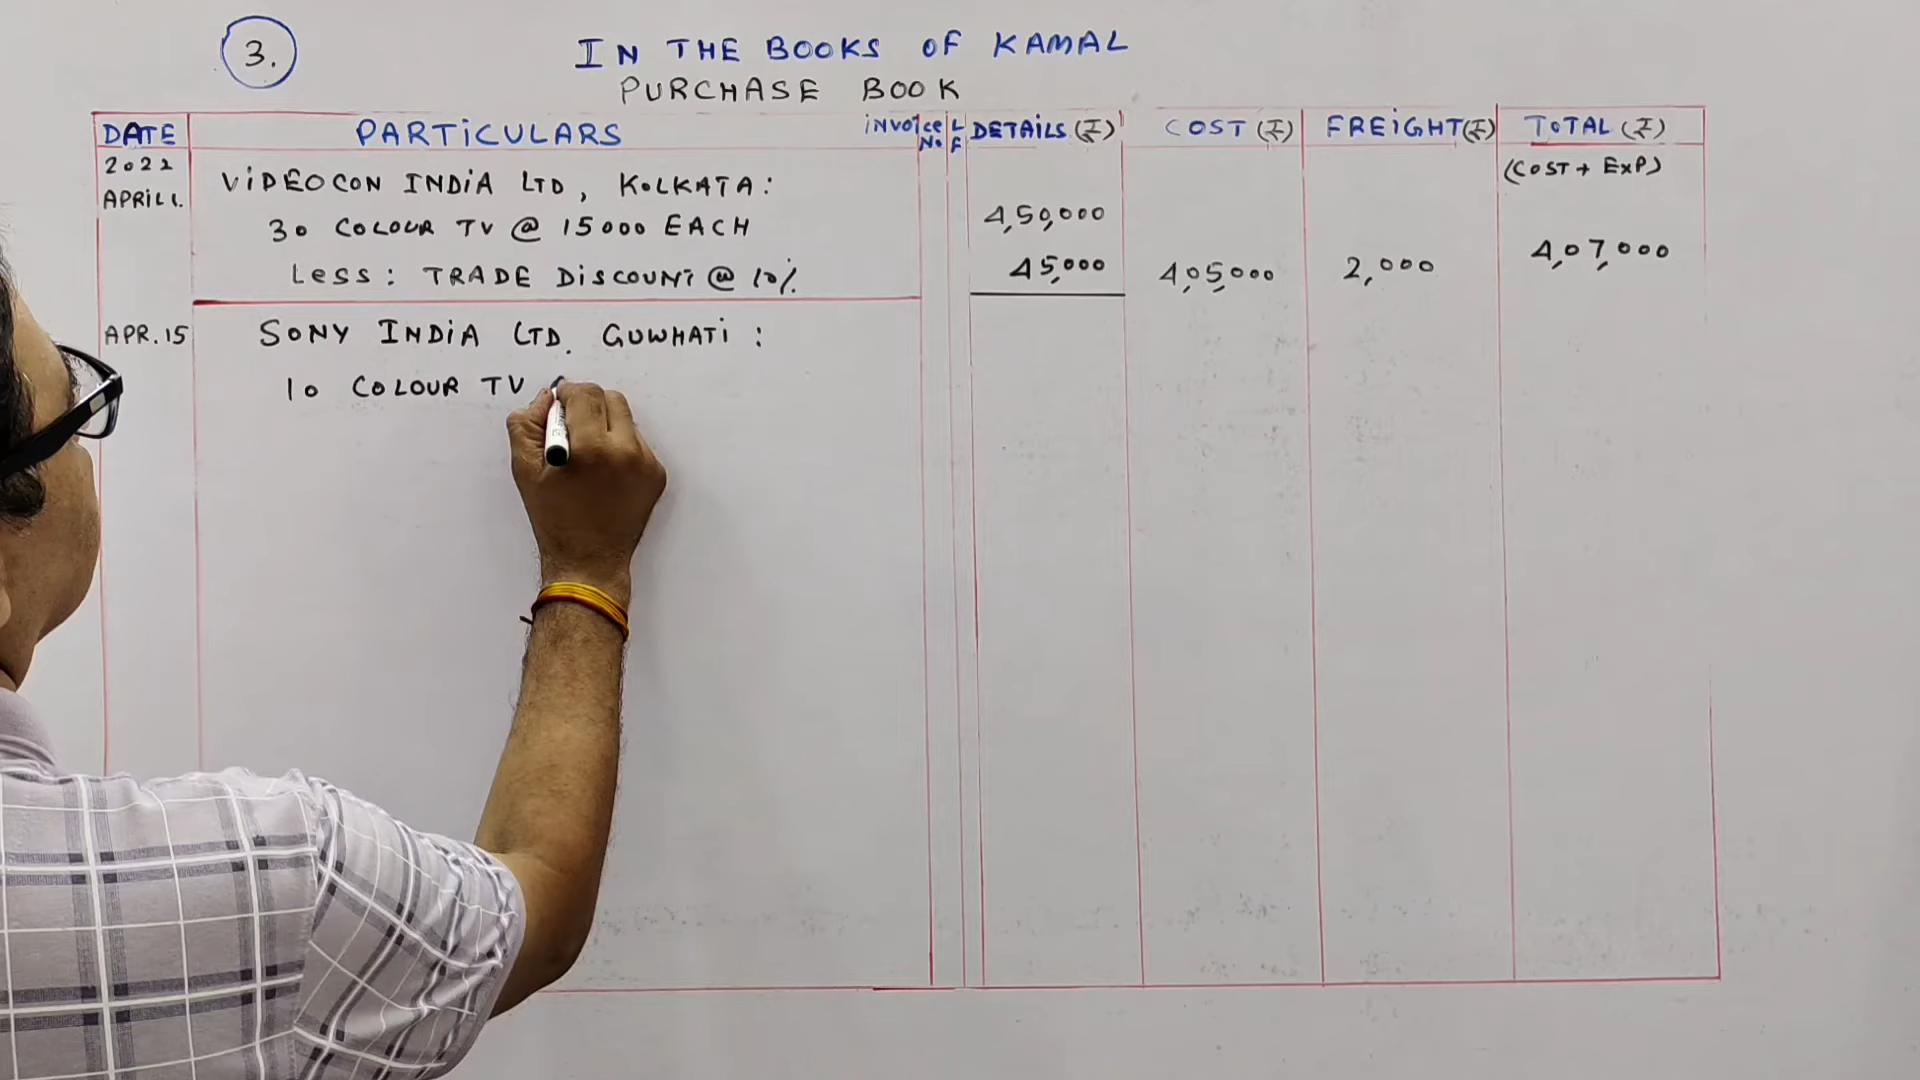 3.
IN THE BOOKS OF KAMAL
PURCHASE BOOK
DATE PARTICULARS INVOICE No. L F DETAILS (₹) COST (₹) FREIGHT (₹) TOTAL (₹)
2022 (COST + EXP)
APRIL 1. VIDEOCON INDIA LTD, KOLKATA:
30 COLOUR TV @ 15000 EACH 4,50,000
LESS: TRADE DISCOUNT @ 10% 45,000 4,05,000 2,000 4,07,000
APR. 15 SONY INDIA LTD. GUWHATI :
10 COLOUR TV